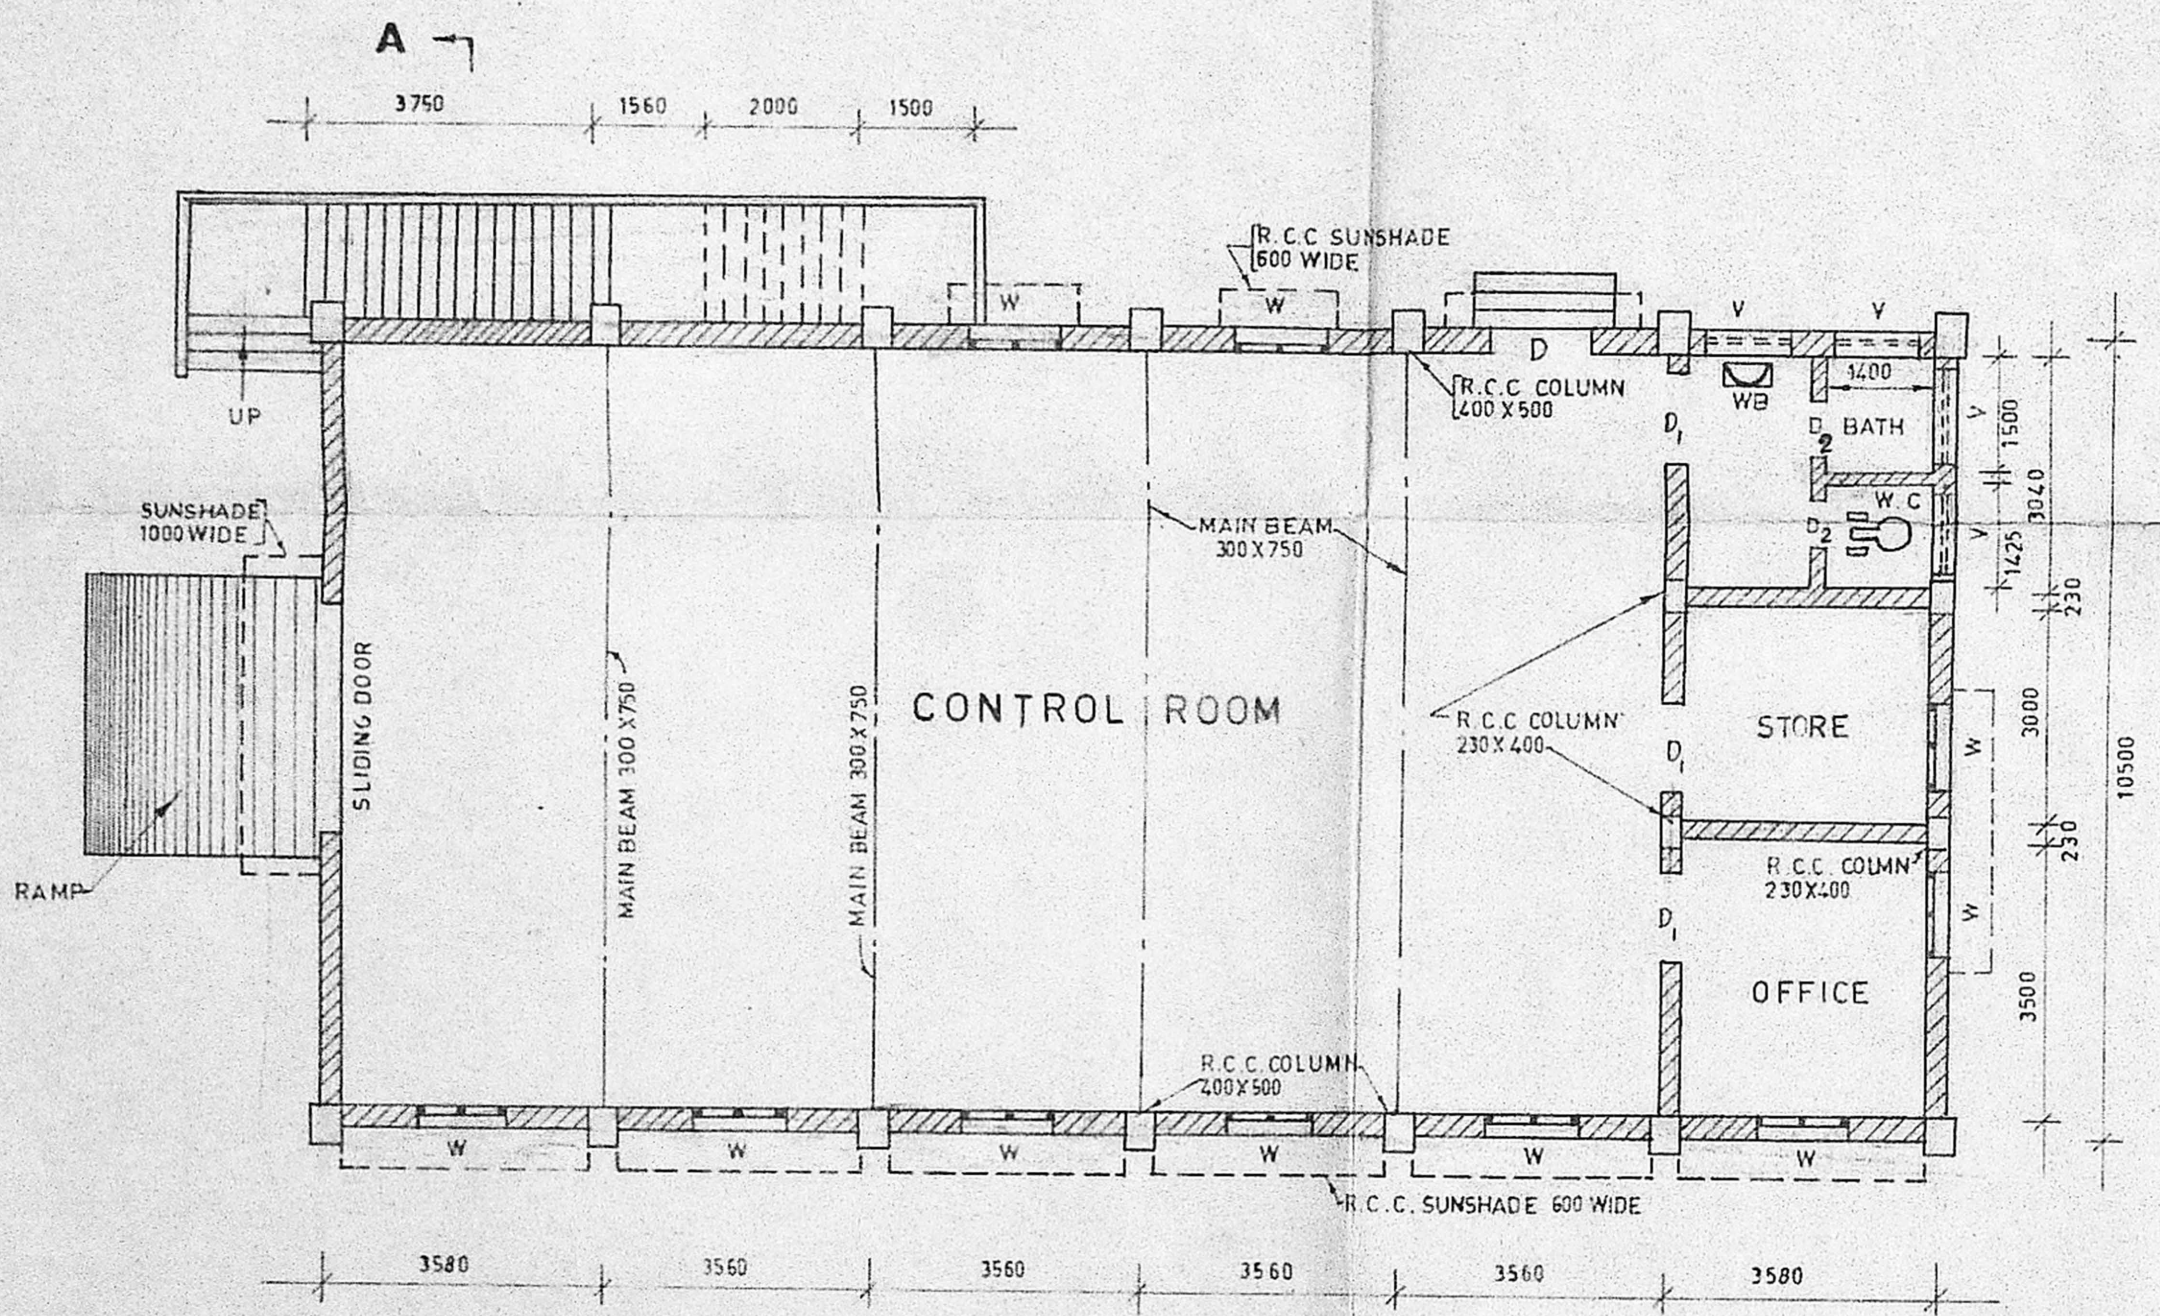 A
3750 1560 2000 1500
R.C.C SUNSHADE
600 WIDE
W
W
V
V
D
UP
R.C.C COLUMN
400 X 500
WB
1400
D1
D2
BATH
V
1500
SUNSHADE
1000 WIDE
MAIN BEAM
300 X 750
W.C
D2
V
1425
3040
230
SLIDING DOOR
MAIN BEAM 300 X 750
MAIN BEAM 300 X 750
CONTROL ROOM
R.C.C COLUMN
230 X 400
D1
STORE
W
3000
10500
RAMP
230
R.C.C. COLMN
230X400
D1
W
OFFICE
3500
R.C.C. COLUMN
400X500
W W W W W W
R.C.C. SUNSHADE 600 WIDE
3580 3560 3560 3560 3560 3580